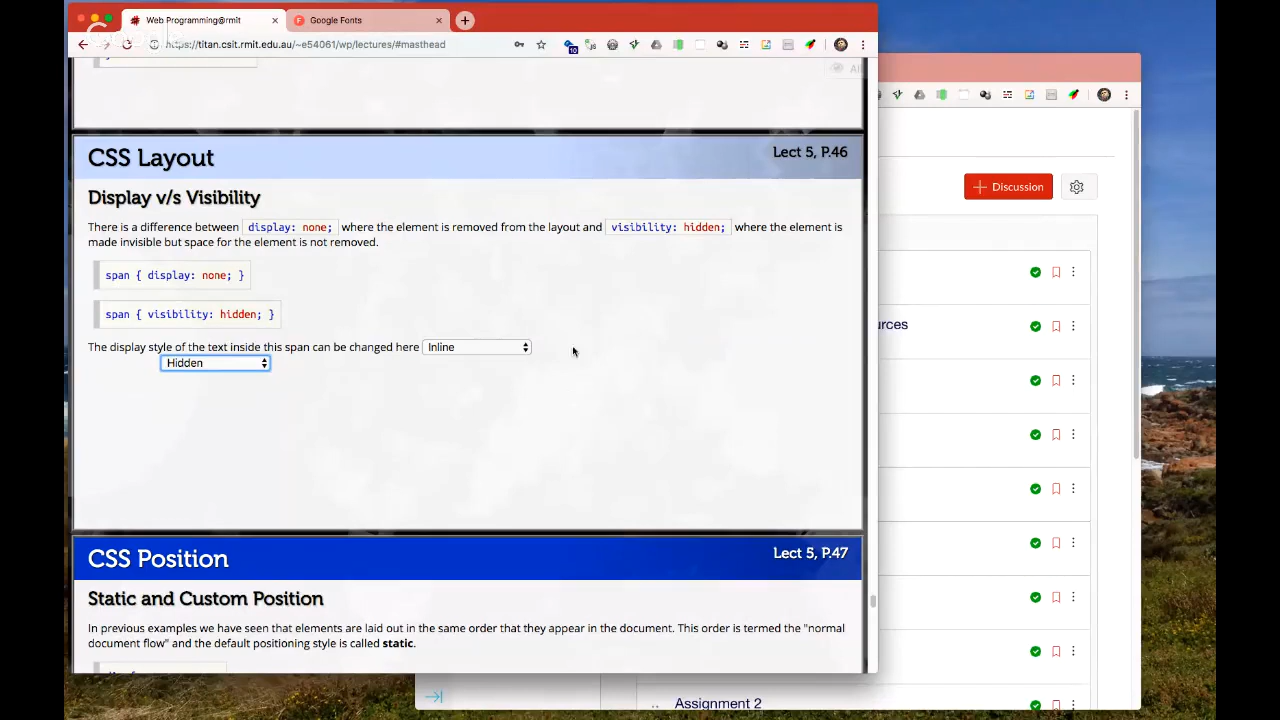 Web Programming@rmit
Google Fonts
https://titan.csit.rmit.edu.au/~e54061/wp/lectures/#masthead
10
All
CSS Layout
Lect 5, P.46
Display v/s Visibility
There is a difference between display: none; where the element is removed from the layout and visibility: hidden; where the element is
made invisible but space for the element is not removed.
span { display: none; }
span { visibility: hidden; }
The display style of the text inside this span can be changed here Inline
Hidden
CSS Position
Lect 5, P.47
Static and Custom Position
In previous examples we have seen that elements are laid out in the same order that they appear in the document. This order is termed the "normal
document flow" and the default positioning style is called static.
Discussion
urces
Assignment 2